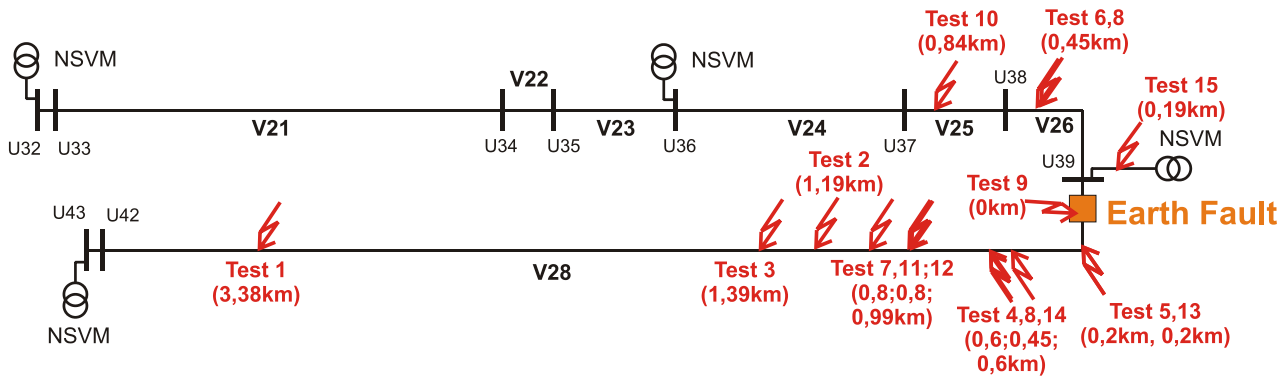 Test 10
(0,84km)
Test 6,8
(0,45km)
NSVM
NSVM
V22
U38
Test 15
(0,19km)
V21
V23
V24
V25
V26
NSVM
U32
U33
U34
U35
U36
U37
U39
Test 2
(1,19km)
Test 9
(0km)
Earth Fault
U43
U42
Test 1
(3,38km)
V28
Test 3
(1,39km)
Test 7,11;12
(0,8;0,8;
0,99km)
Test 4,8,14
(0,6;0,45;
0,6km)
Test 5,13
(0,2km, 0,2km)
NSVM